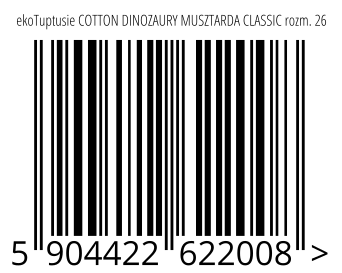 ekoTuptusie COTTON DINOZAURY MUSZTARDA CLASSIC rozm. 26
5 904422 622008 >